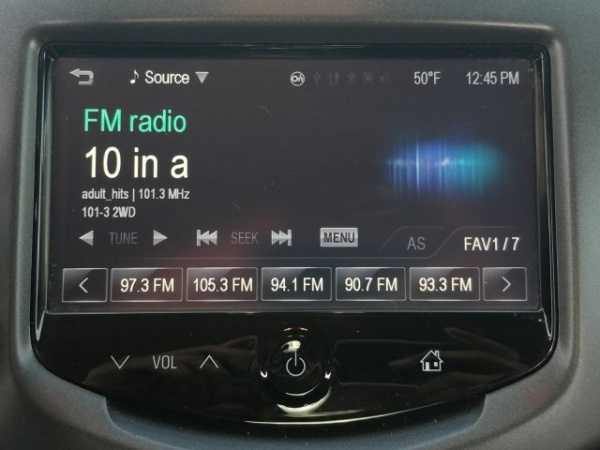 Source 50°F 12:45 PM
FM radio
10 in a
adult_hits | 101.3 MHz
101-3 2WD
TUNE SEEK MENU AS FAV1 / 7
97.3 FM 105.3 FM 94.1 FM 90.7 FM 93.3 FM
VOL